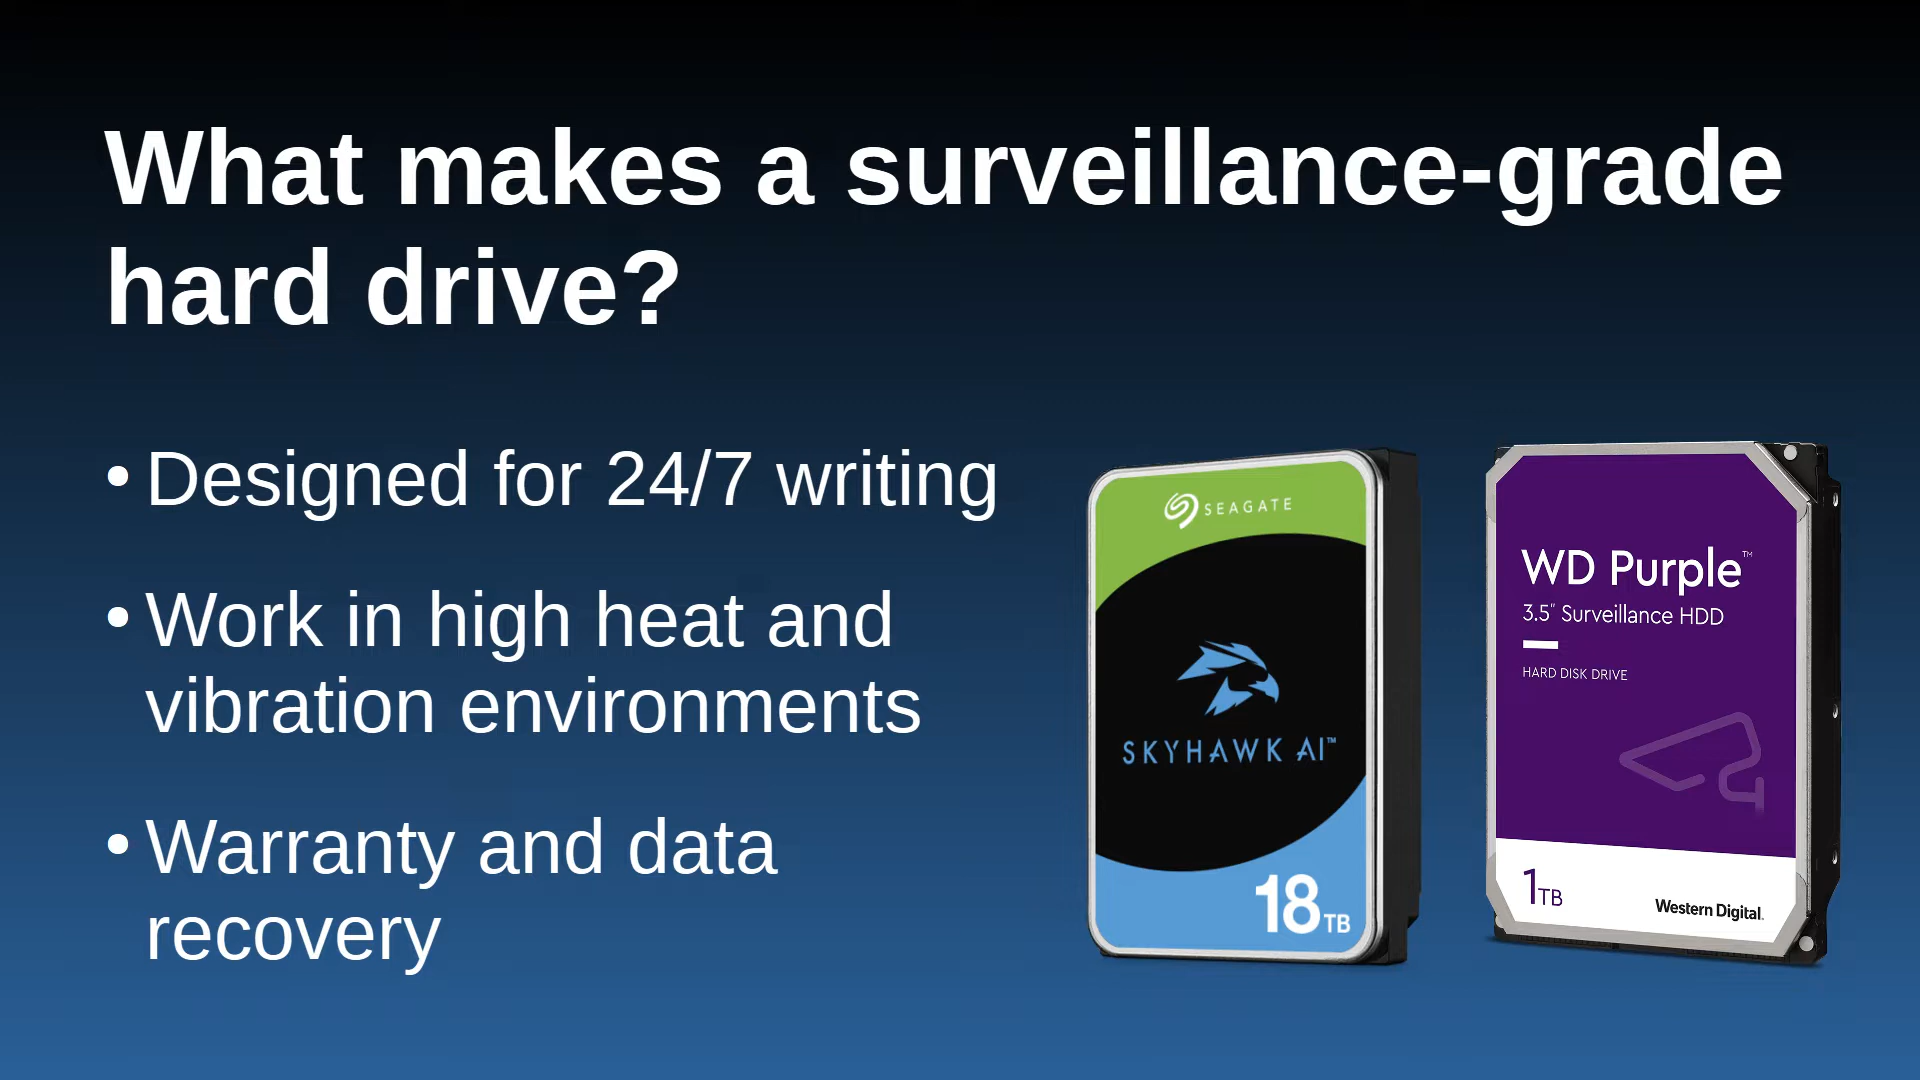 What makes a surveillance-grade
hard drive?
• Designed for 24/7 writing
• Work in high heat and
vibration environments
• Warranty and data
recovery
SEAGATE
SKYHAWK AI™
18TB
WD Purple™
3.5" Surveillance HDD
HARD DISK DRIVE
1TB
Western Digital.